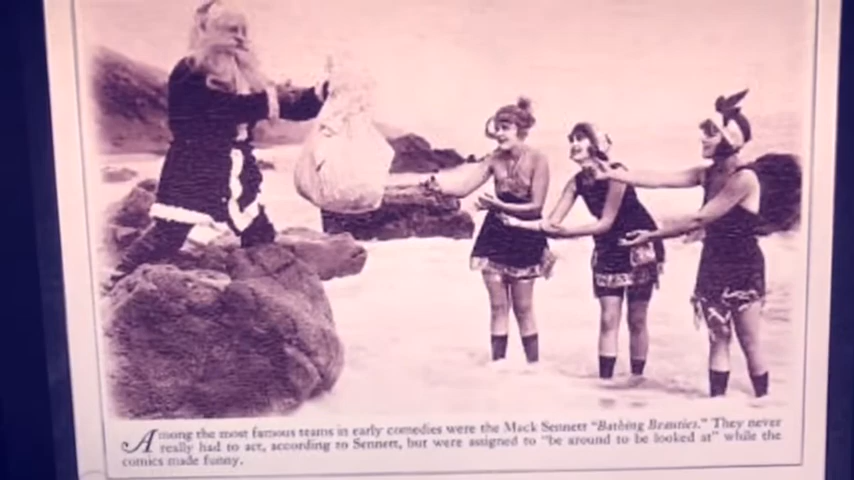 Among the most famous teams in early comedies were the Mack Sennett "Bathing Beauties." They never
really had to act, according to Sennett, but were assigned to "be around to be looked at" while the
comics made funny.